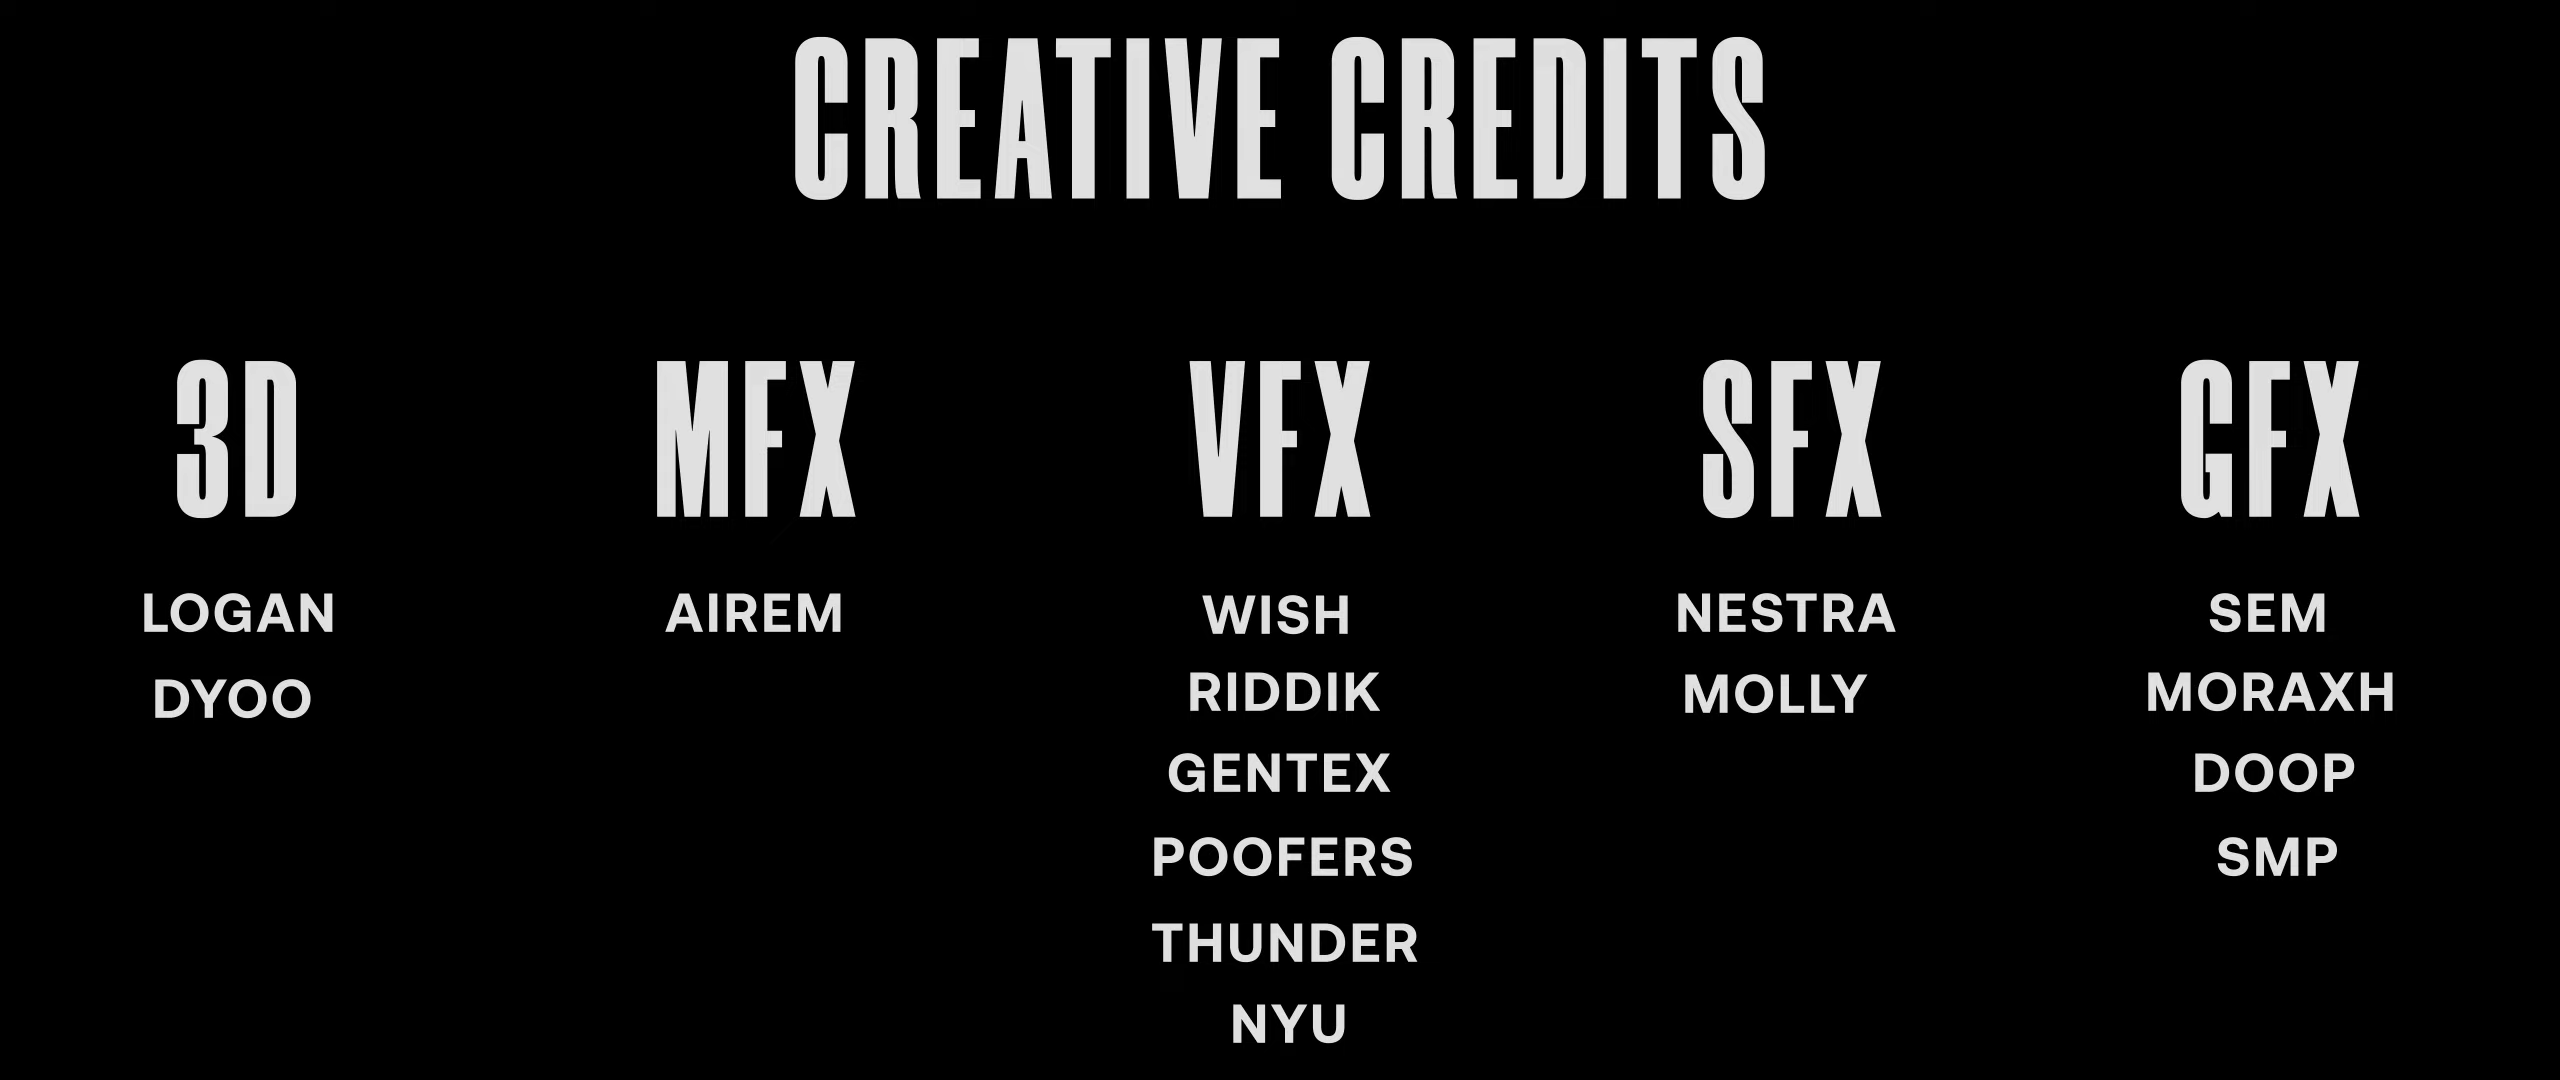 CREATIVE CREDITS
3D
LOGAN
DYOO
MFX
AIREM
VFX
WISH
RIDDIK
GENTEX
POOFERS
THUNDER
NYU
SFX
NESTRA
MOLLY
GFX
SEM
MORAXH
DOOP
SMP